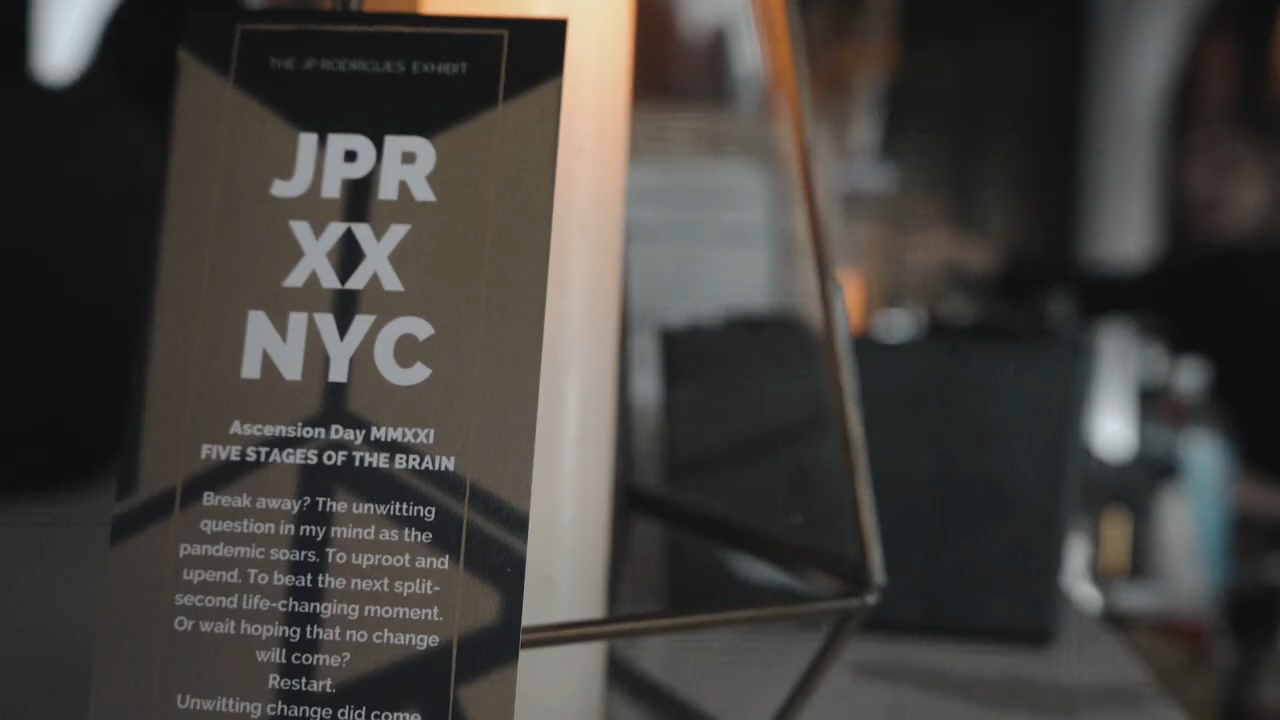 THE JP RODRIGUES EXHIBIT
JPR
XX
NYC
Ascension Day MMXXI
FIVE STAGES OF THE BRAIN
Break away? The unwitting
question in my mind as the
pandemic soars. To uproot and
upend. To beat the next split-
second life-changing moment.
Or wait hoping that no change
will come?
Restart.
Unwitting change did come